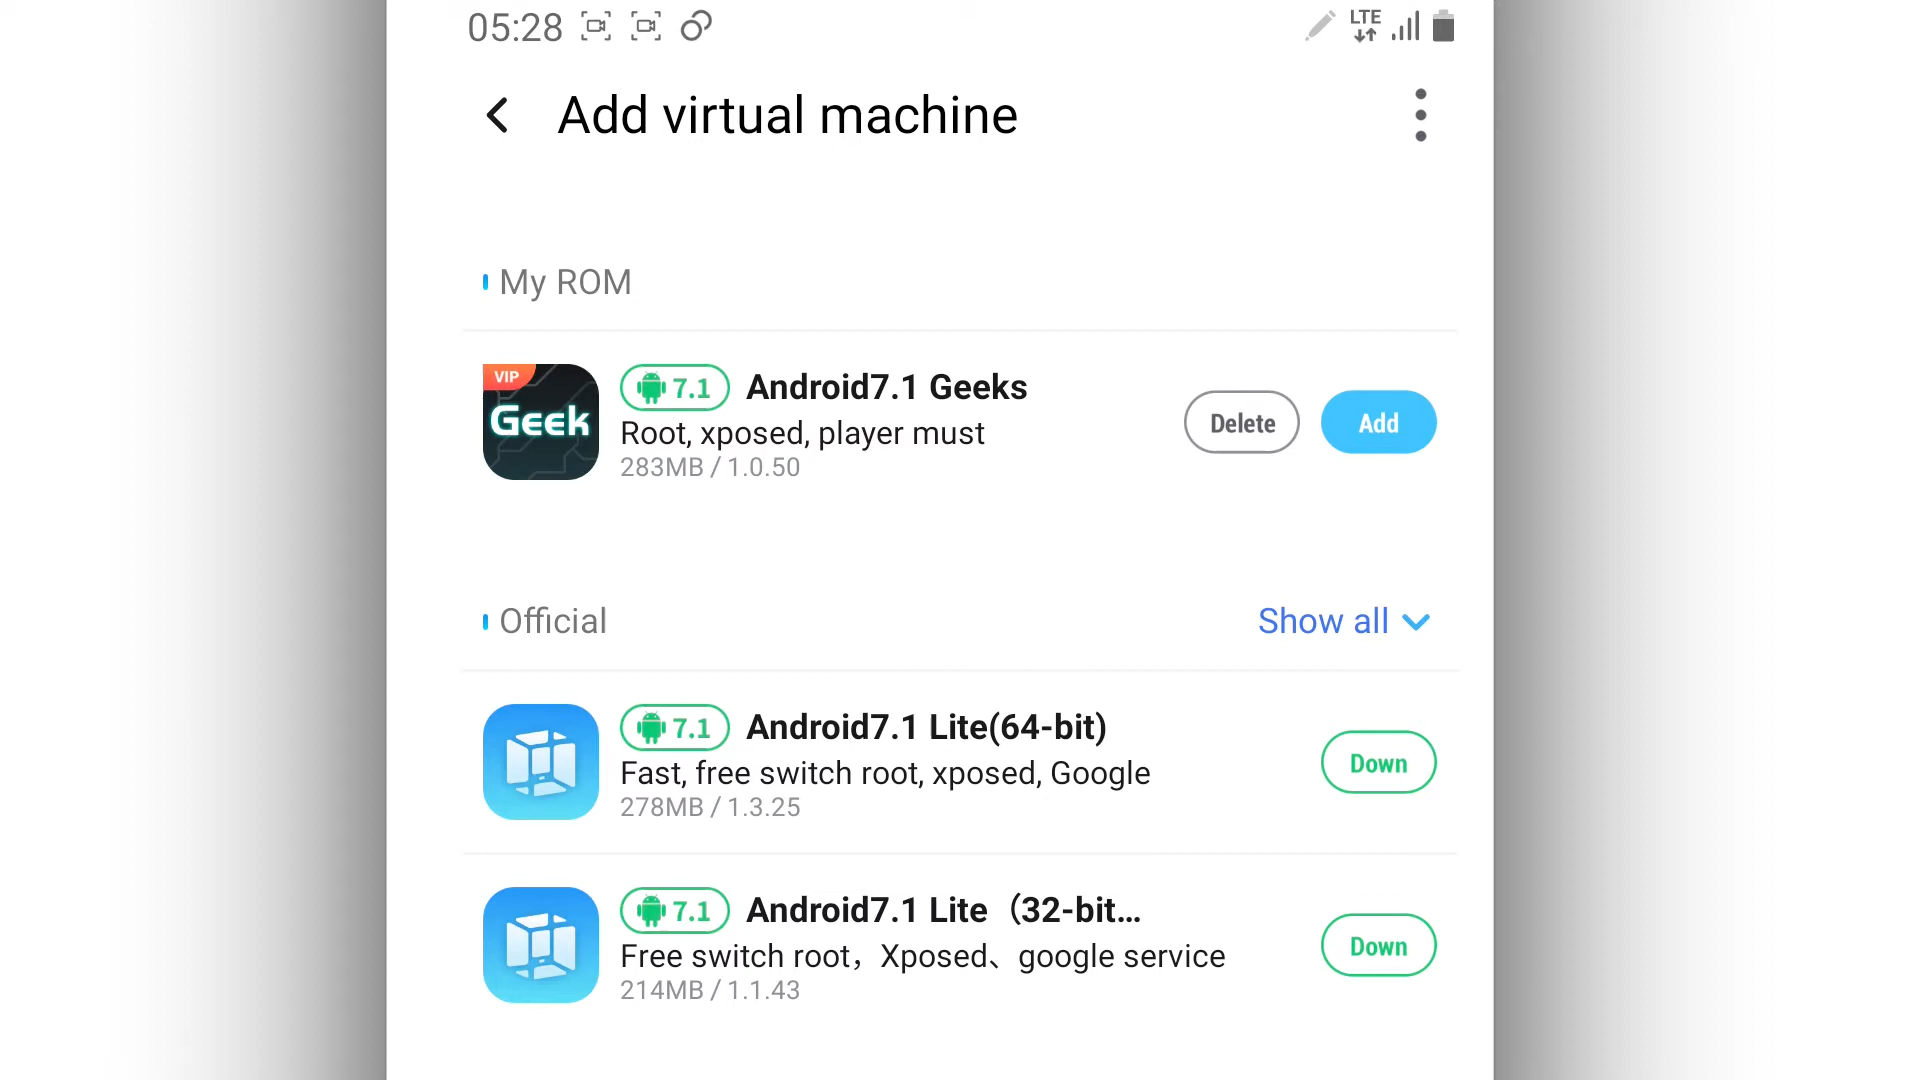 05:28 LTE
Add virtual machine
My ROM
VIP
Geek
7.1 Android7.1 Geeks
Root, xposed, player must
283MB / 1.0.50
Delete
Add
Official
Show all
7.1 Android7.1 Lite(64-bit)
Fast, free switch root, xposed, Google
278MB / 1.3.25
Down
7.1 Android7.1 Lite（32-bit...
Free switch root，Xposed、google service
214MB / 1.1.43
Down